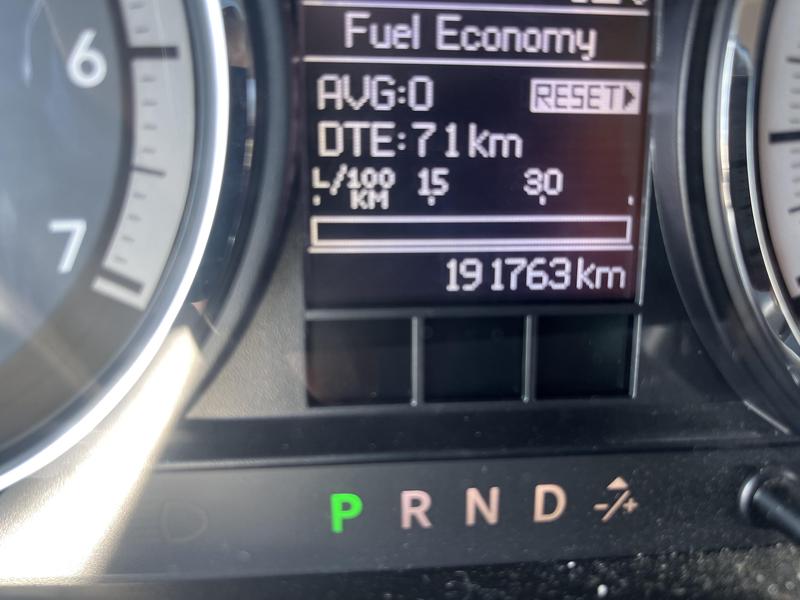 6
7
Fuel Economy
AVG:0 RESET
DTE:71km
L/100 KM 15 30
191763km
P R N D -/+